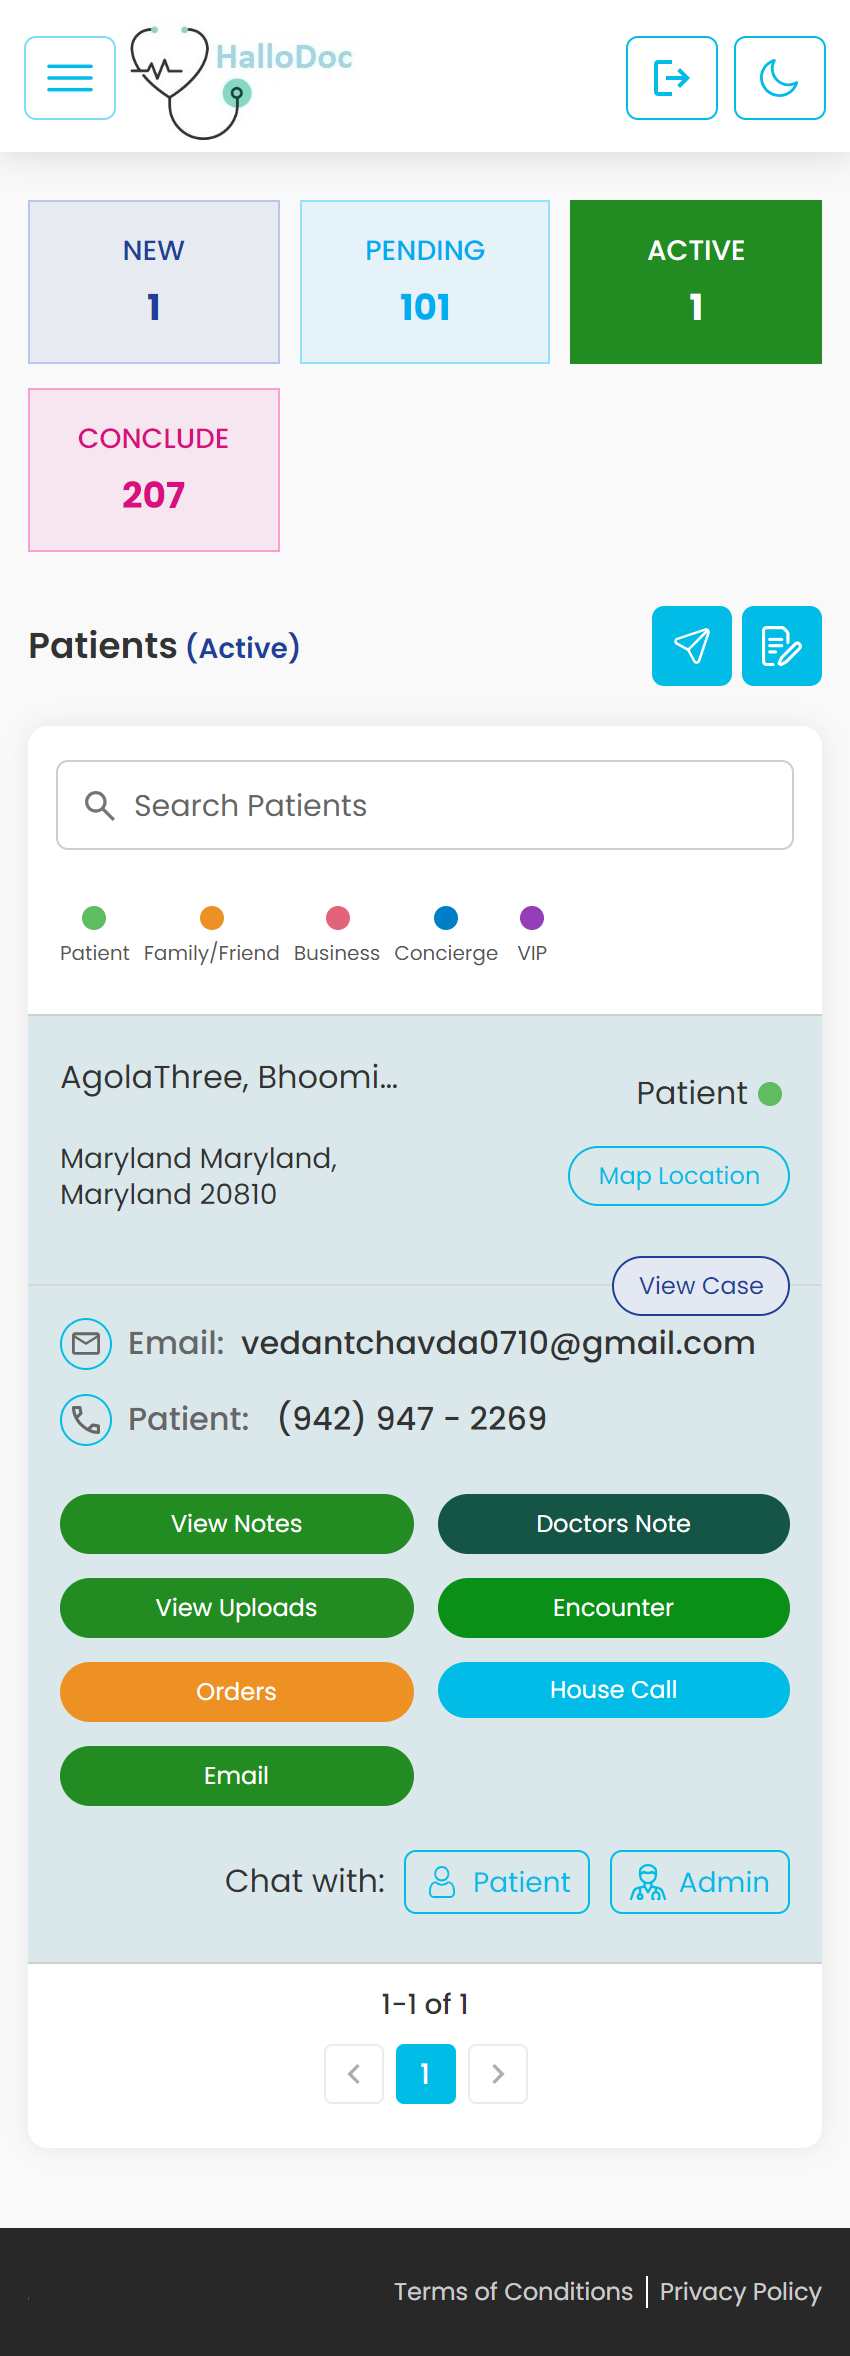 HalloDoc
NEW
1
PENDING
101
ACTIVE
1
CONCLUDE
207
Patients (Active)
Search Patients
Patient
Family/Friend
Business
Concierge
VIP
AgolaThree, Bhoomi...
Patient
Maryland Maryland,
Maryland 20810
Map Location
View Case
Email: vedantchavda0710@gmail.com
Patient: (942) 947 - 2269
View Notes
Doctors Note
View Uploads
Encounter
Orders
House Call
Email
Chat with:
Patient
Admin
1-1 of 1
1
Terms of Conditions
Privacy Policy